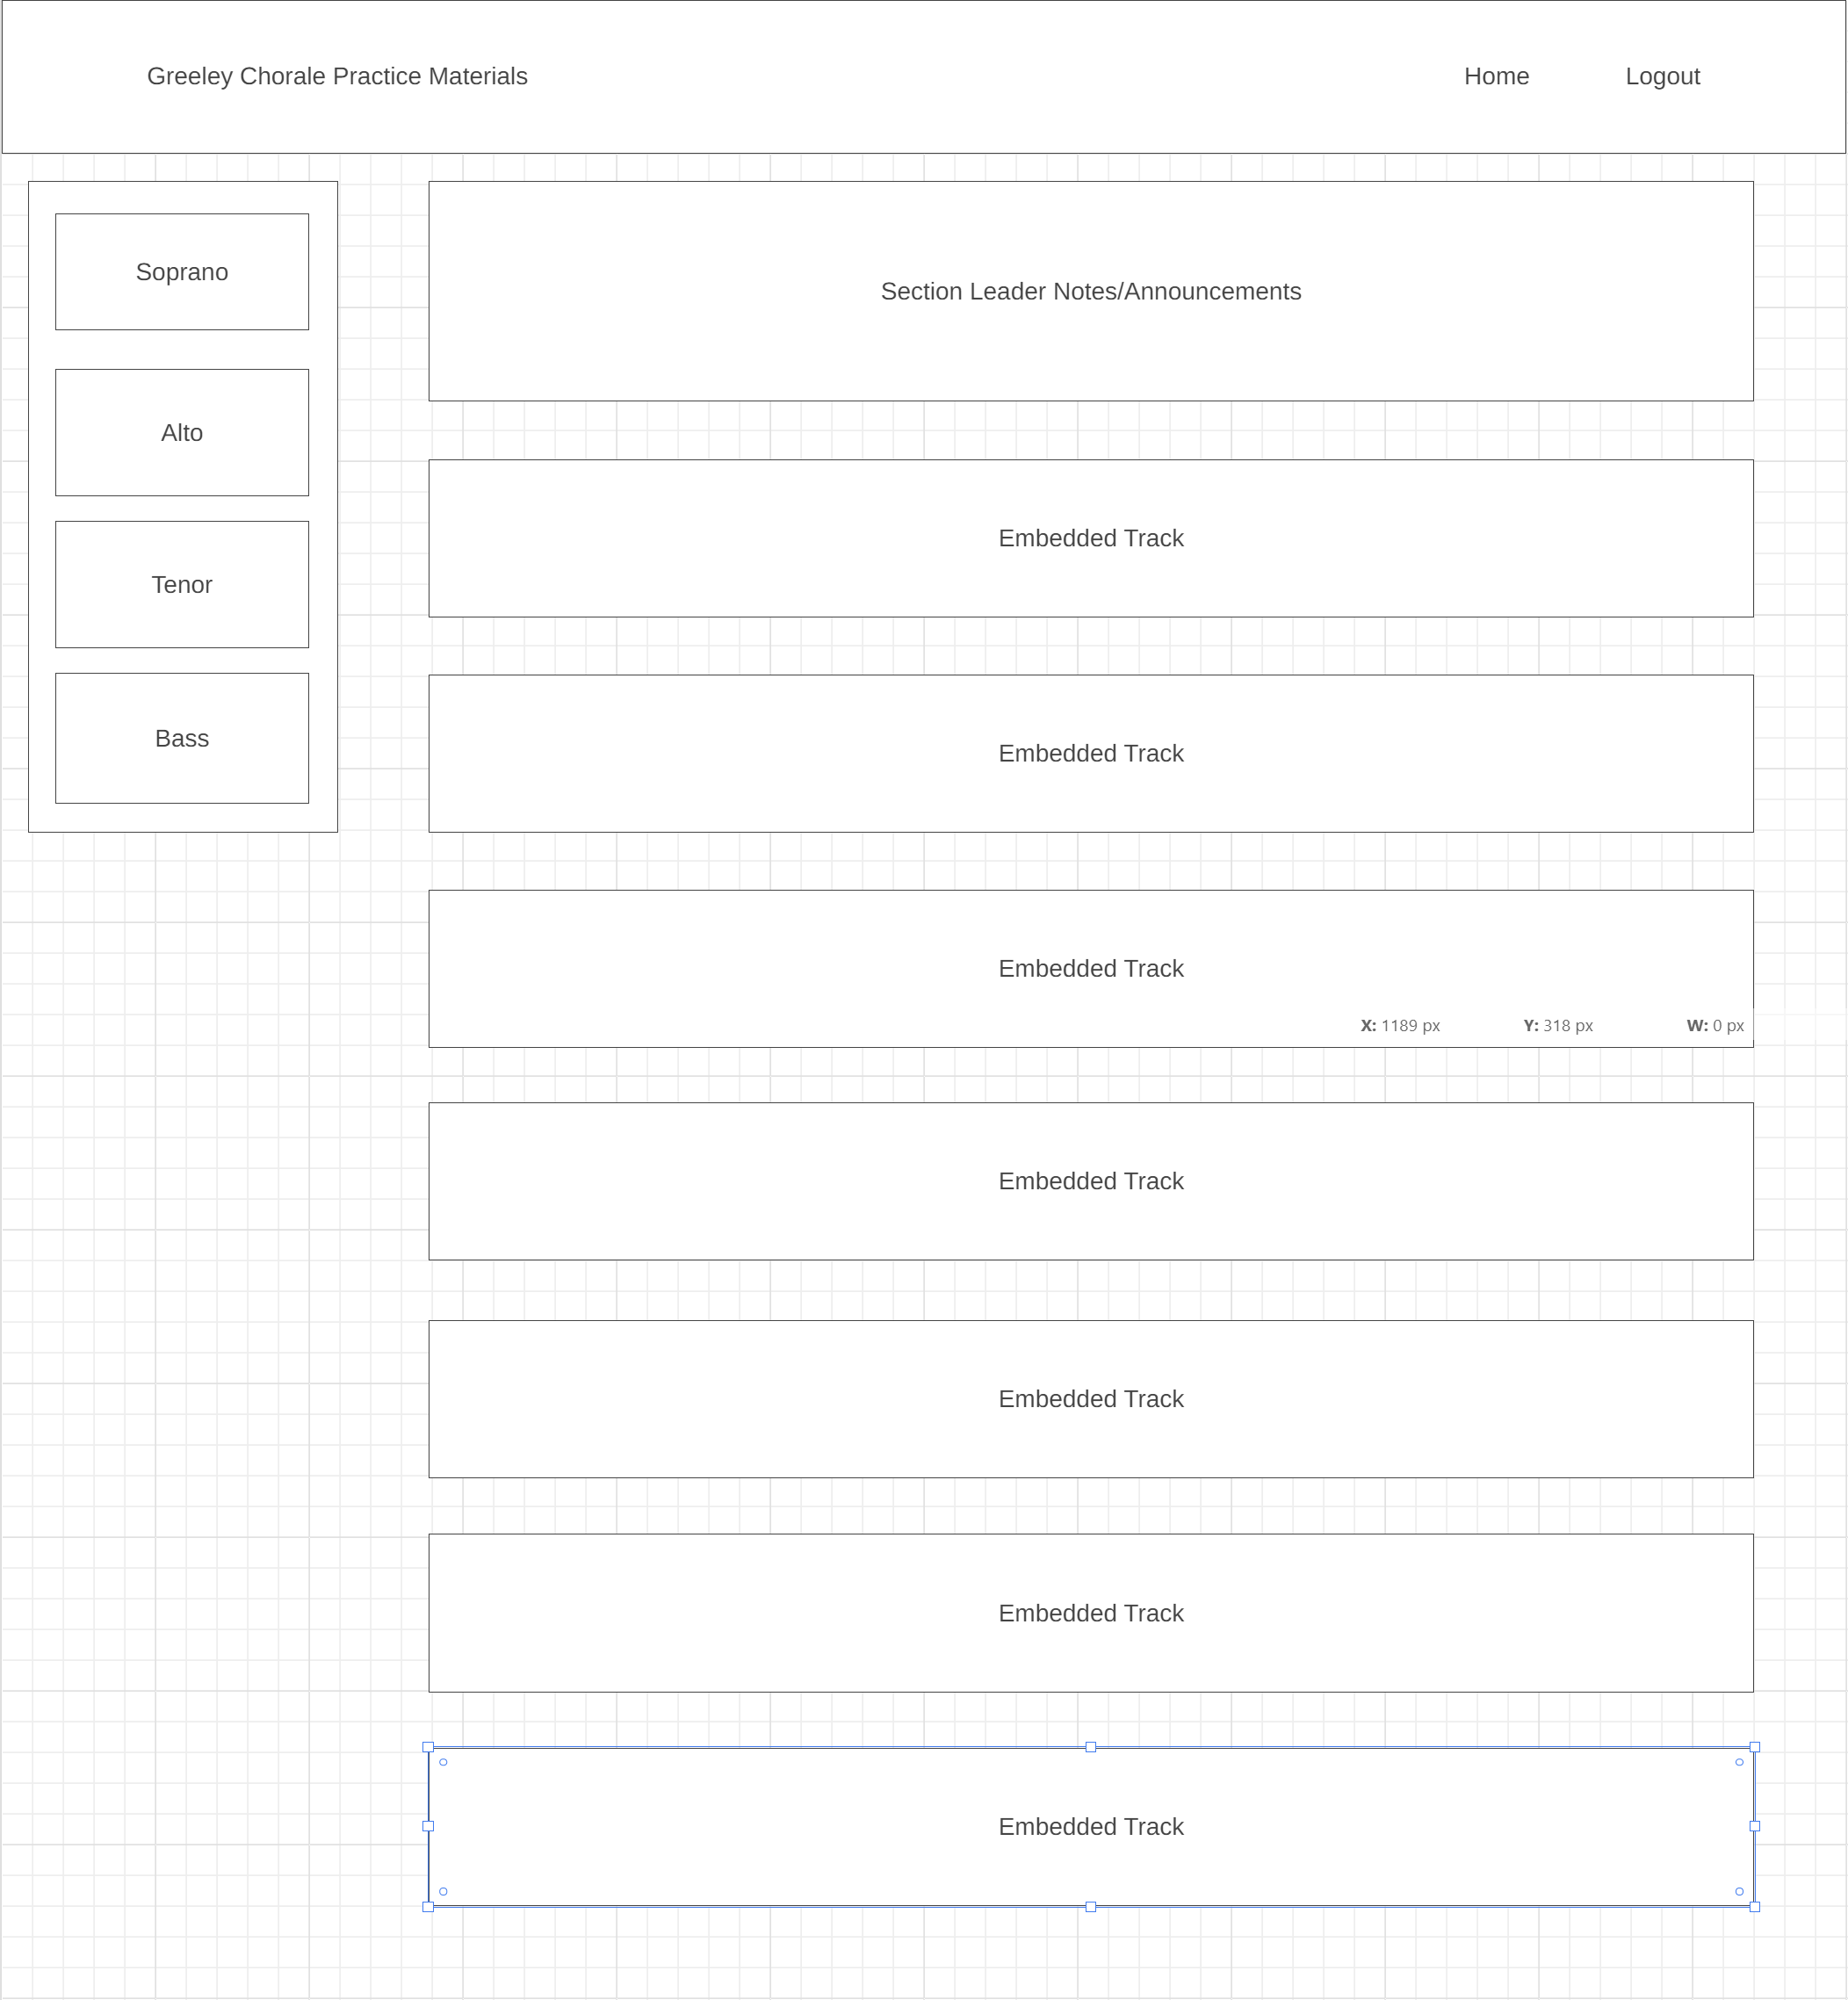 Greeley Chorale Practice Materials
Home
Logout
Soprano
Alto
Tenor
Bass
Section Leader Notes/Announcements
Embedded Track
Embedded Track
Embedded Track
X: 1189 px Y: 318 px W: 0 px
Embedded Track
Embedded Track
Embedded Track
Embedded Track